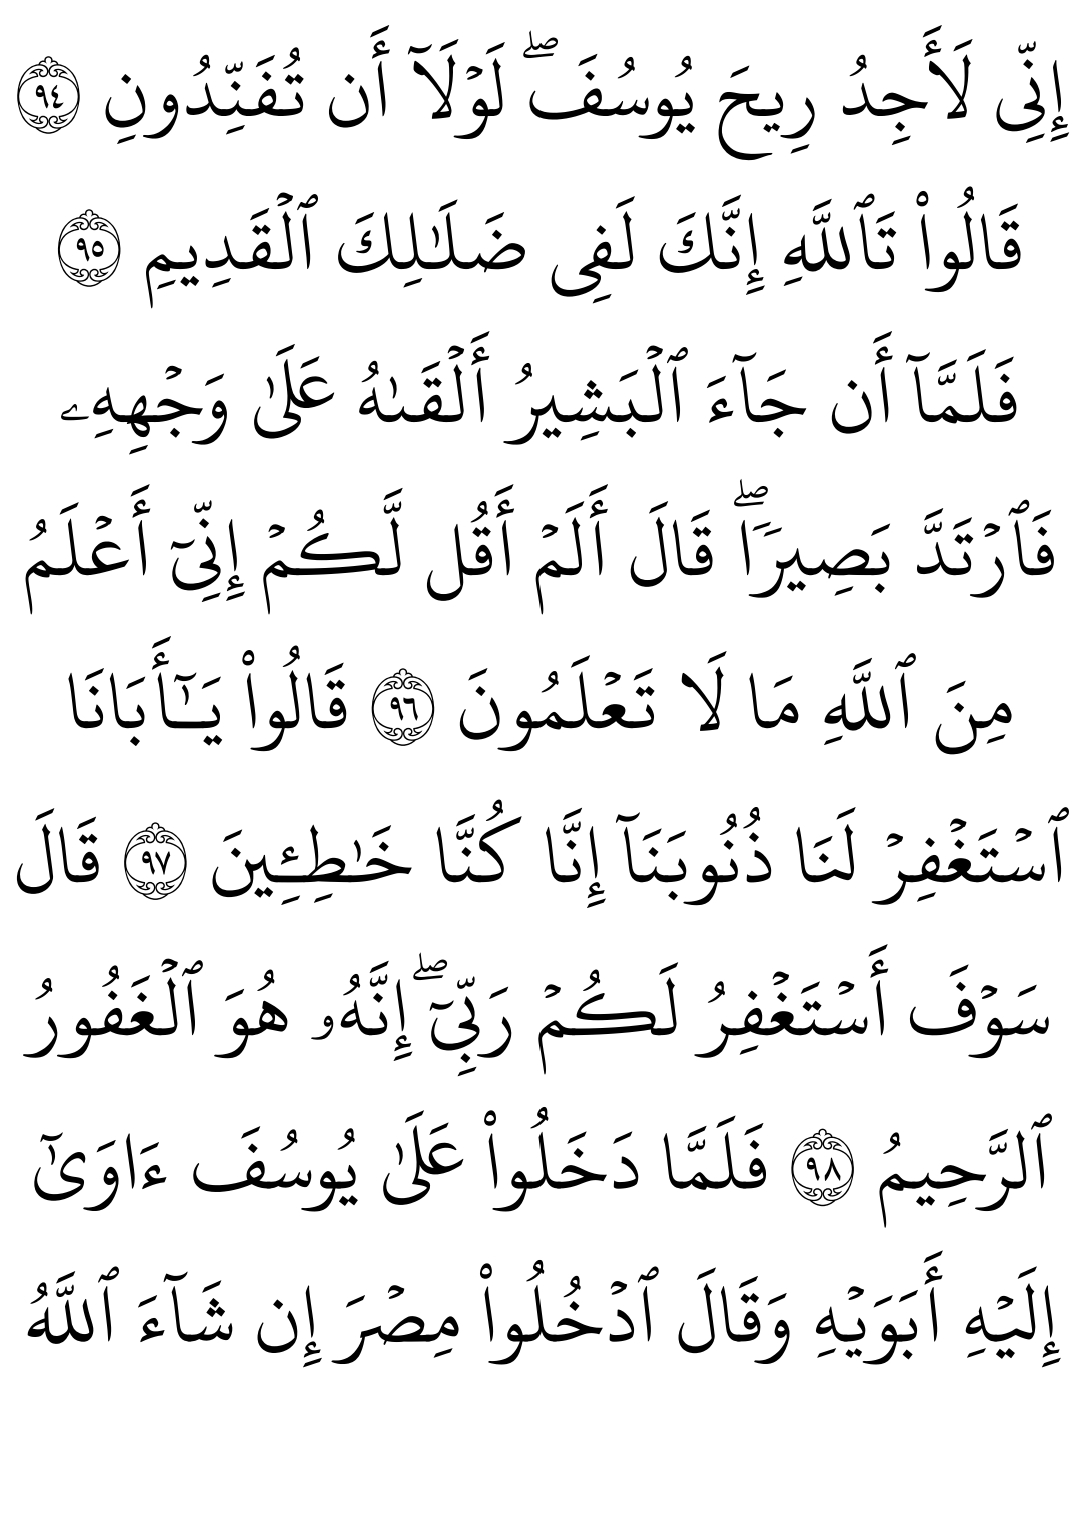 إِنِّى لَأَجِدُ رِيحَ يُوسُفَ ۖ لَوْلَآ أَن تُفَنِّدُونِ ٩٤
قَالُوا۟ تَٱللَّهِ إِنَّكَ لَفِى ضَلَـٰلِكَ ٱلْقَدِيمِ ٩٥
فَلَمَّآ أَن جَآءَ ٱلْبَشِيرُ أَلْقَىٰهُ عَلَىٰ وَجْهِهِۦ
فَٱرْتَدَّ بَصِيرًا ۖ قَالَ أَلَمْ أَقُل لَّكُمْ إِنِّىٓ أَعْلَمُ
مِنَ ٱللَّهِ مَا لَا تَعْلَمُونَ ٩٦ قَالُوا۟ يَـٰٓأَبَانَا
ٱسْتَغْفِرْ لَنَا ذُنُوبَنَآ إِنَّا كُنَّا خَـٰطِـِٔينَ ٩٧ قَالَ
سَوْفَ أَسْتَغْفِرُ لَكُمْ رَبِّىٓ ۖ إِنَّهُۥ هُوَ ٱلْغَفُورُ
ٱلرَّحِيمُ ٩٨ فَلَمَّا دَخَلُوا۟ عَلَىٰ يُوسُفَ ءَاوَىٰٓ
إِلَيْهِ أَبَوَيْهِ وَقَالَ ٱدْخُلُوا۟ مِصْرَ إِن شَآءَ ٱللَّهُ